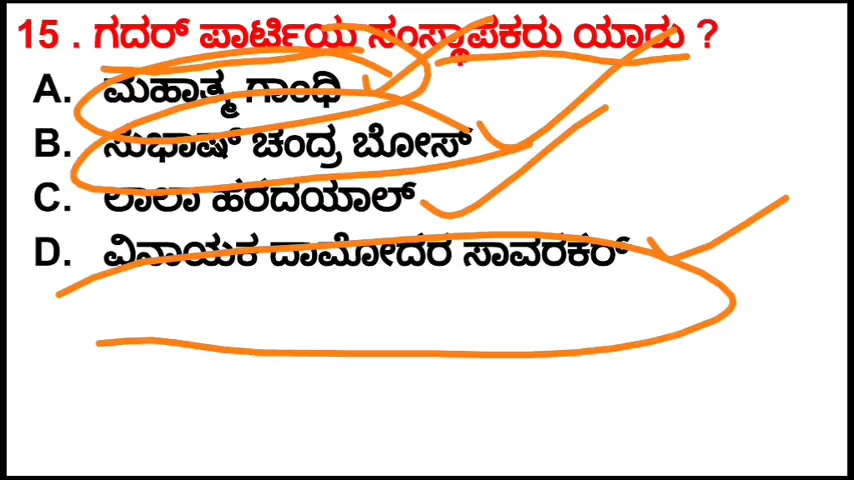 15 . ಗದರ್ ಪಾರ್ಟಿಯ ಸಂಸ್ಥಾಪಕರು ಯಾರು ?
A. ಮಹಾತ್ಮ ಗಾಂಧಿ
B. ಸುಭಾಷ್ ಚಂದ್ರ ಬೋಸ್
C. ಲಾಲಾ ಹರದಯಾಲ್
D. ವಿನಾಯಕ ದಾಮೋದರ ಸಾವರಕರ್